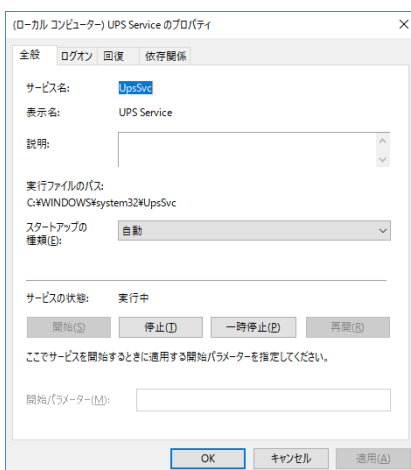 (ローカル コンピューター) UPS Service のプロパティ
全般 ログオン 回復 依存関係
サービス名: UpsSvc
表示名: UPS Service
説明:
実行ファイルのパス:
C:¥WINDOWS¥system32¥UpsSvc
スタートアップの
種類(E): 自動
サービスの状態: 実行中
開始(S) 停止(T) 一時停止(P) 再開(R)
ここでサービスを開始するときに適用する開始パラメーターを指定してください。
開始パラメーター(M):
OK キャンセル 適用(A)